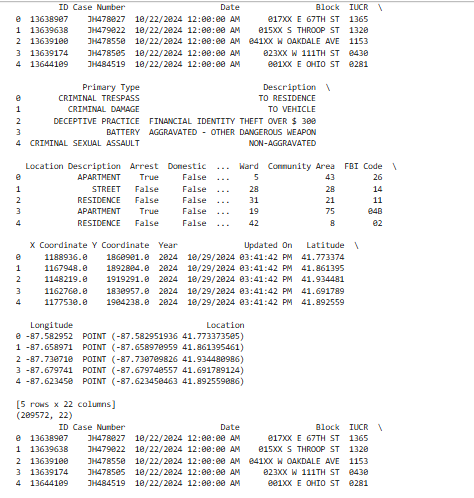 ID Case Number Date Block IUCR \
0 13638907 JH478027 10/22/2024 12:00:00 AM 017XX E 67TH ST 1365
1 13639638 JH479022 10/22/2024 12:00:00 AM 015XX S THROOP ST 1320
2 13639100 JH478550 10/22/2024 12:00:00 AM 041XX W OAKDALE AVE 1153
3 13639174 JH478505 10/22/2024 12:00:00 AM 023XX W 111TH ST 0430
4 13644109 JH484519 10/22/2024 12:00:00 AM 001XX E OHIO ST 0281
Primary Type Description \
0 CRIMINAL TRESPASS TO RESIDENCE
1 CRIMINAL DAMAGE TO VEHICLE
2 DECEPTIVE PRACTICE FINANCIAL IDENTITY THEFT OVER $ 300
3 BATTERY AGGRAVATED - OTHER DANGEROUS WEAPON
4 CRIMINAL SEXUAL ASSAULT NON-AGGRAVATED
Location Description Arrest Domestic ... Ward Community Area FBI Code \
0 APARTMENT True False ... 5 43 26
1 STREET False False ... 28 28 14
2 RESIDENCE False False ... 31 21 11
3 APARTMENT True False ... 19 75 04B
4 RESIDENCE False False ... 42 8 02
X Coordinate Y Coordinate Year Updated On Latitude \
0 1188936.0 1860901.0 2024 10/29/2024 03:41:42 PM 41.773374
1 1167948.0 1892804.0 2024 10/29/2024 03:41:42 PM 41.861395
2 1148219.0 1919291.0 2024 10/29/2024 03:41:42 PM 41.934481
3 1162760.0 1830957.0 2024 10/29/2024 03:41:42 PM 41.691789
4 1177530.0 1904238.0 2024 10/29/2024 03:41:42 PM 41.892559
Longitude Location
0 -87.582952 POINT (-87.582951936 41.773373505)
1 -87.658971 POINT (-87.658970959 41.861395461)
2 -87.730710 POINT (-87.730709826 41.934480986)
3 -87.679741 POINT (-87.679740557 41.691789124)
4 -87.623450 POINT (-87.623450463 41.892559086)
[5 rows x 22 columns]
(209572, 22)
ID Case Number Date Block IUCR \
0 13638907 JH478027 10/22/2024 12:00:00 AM 017XX E 67TH ST 1365
1 13639638 JH479022 10/22/2024 12:00:00 AM 015XX S THROOP ST 1320
2 13639100 JH478550 10/22/2024 12:00:00 AM 041XX W OAKDALE AVE 1153
3 13639174 JH478505 10/22/2024 12:00:00 AM 023XX W 111TH ST 0430
4 13644109 JH484519 10/22/2024 12:00:00 AM 001XX E OHIO ST 0281